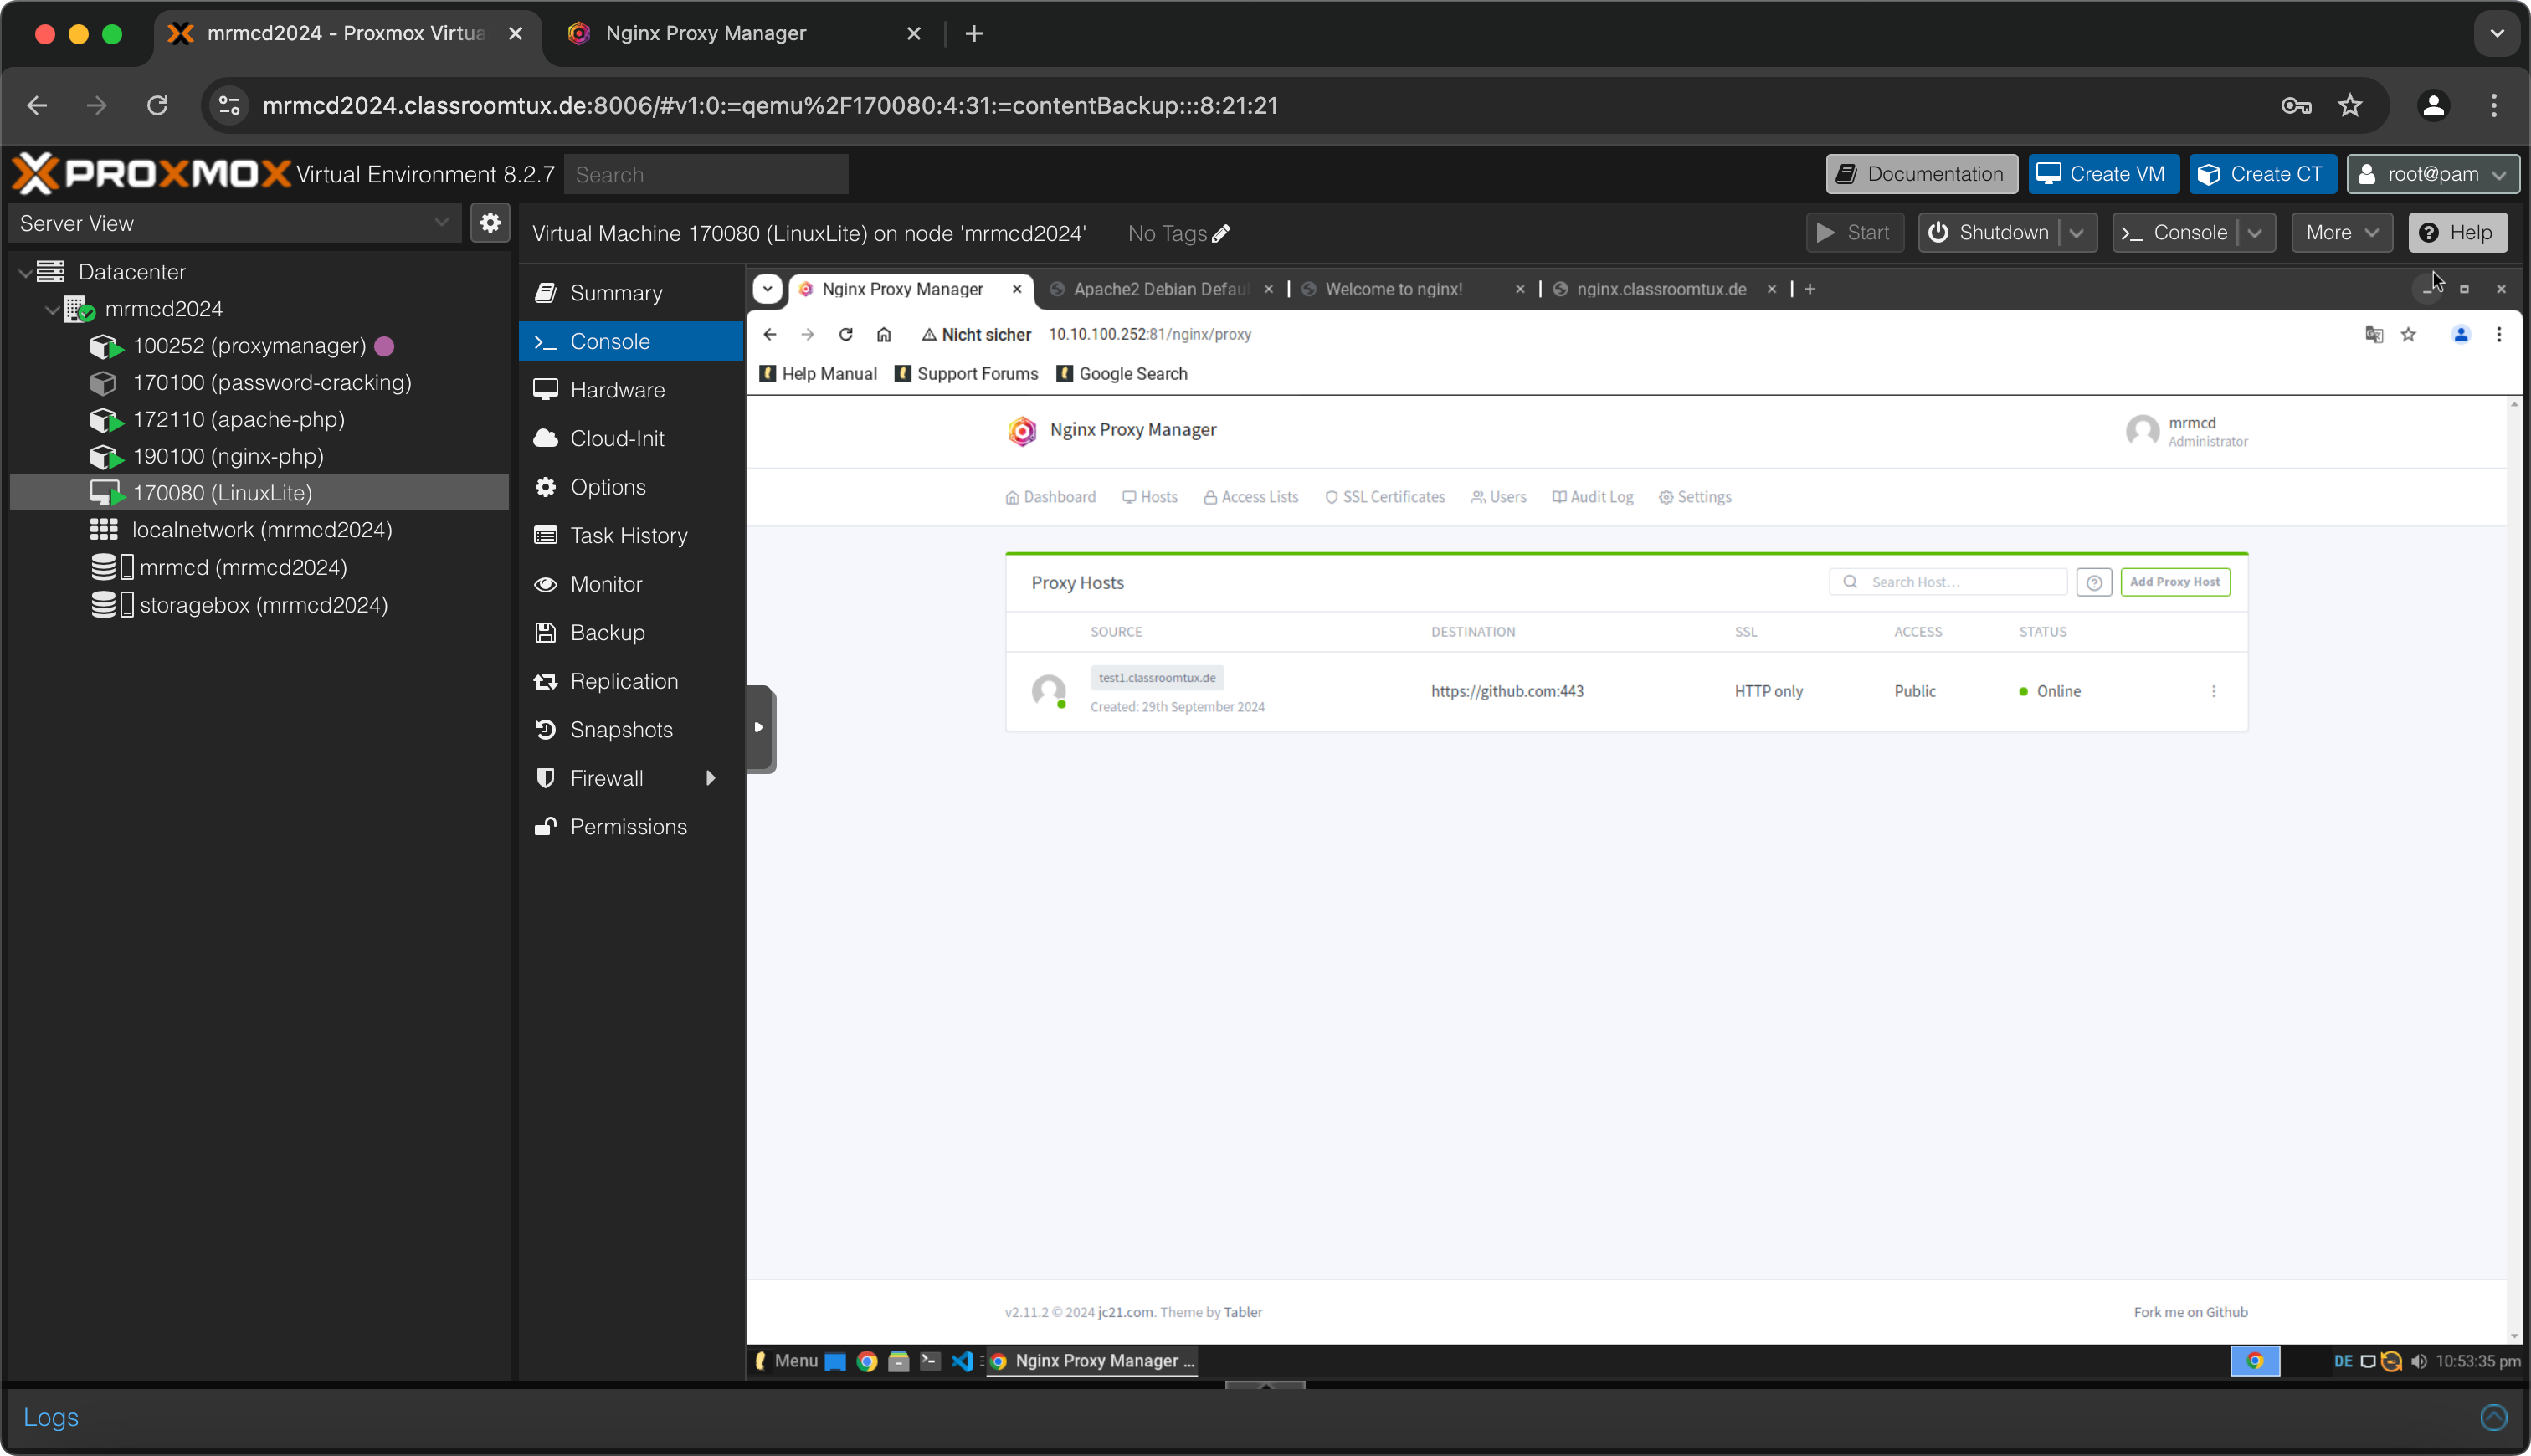 mrmcd2024 - Proxmox Virtua
Nginx Proxy Manager
mrmcd2024.classroomtux.de:8006/#v1:0:=qemu%2F170080:4:31:=contentBackup:::8:21:21
PROXMOX Virtual Environment 8.2.7
Search
Documentation
Create VM
Create CT
root@pam
Server View
Virtual Machine 170080 (LinuxLite) on node 'mrmcd2024'
No Tags
Start
Shutdown
Console
More
Help
Datacenter
mrmcd2024
100252 (proxymanager)
170100 (password-cracking)
172110 (apache-php)
190100 (nginx-php)
170080 (LinuxLite)
localnetwork (mrmcd2024)
mrmcd (mrmcd2024)
storagebox (mrmcd2024)
Summary
Console
Hardware
Cloud-Init
Options
Task History
Monitor
Backup
Replication
Snapshots
Firewall
Permissions
Nginx Proxy Manager
Apache2 Debian Defau
Welcome to nginx!
nginx.classroomtux.de
Nicht sicher
10.10.100.252:81/nginx/proxy
Help Manual
Support Forums
Google Search
Nginx Proxy Manager
mrmcd
Administrator
Dashboard
Hosts
Access Lists
SSL Certificates
Users
Audit Log
Settings
Proxy Hosts
Search Host…
Add Proxy Host
SOURCE
DESTINATION
SSL
ACCESS
STATUS
test1.classroomtux.de
Created: 29th September 2024
https://github.com:443
HTTP only
Public
Online
v2.11.2 © 2024 jc21.com. Theme by Tabler
Fork me on Github
Menu
Nginx Proxy Manager ...
DE
10:53:35 pm
Logs